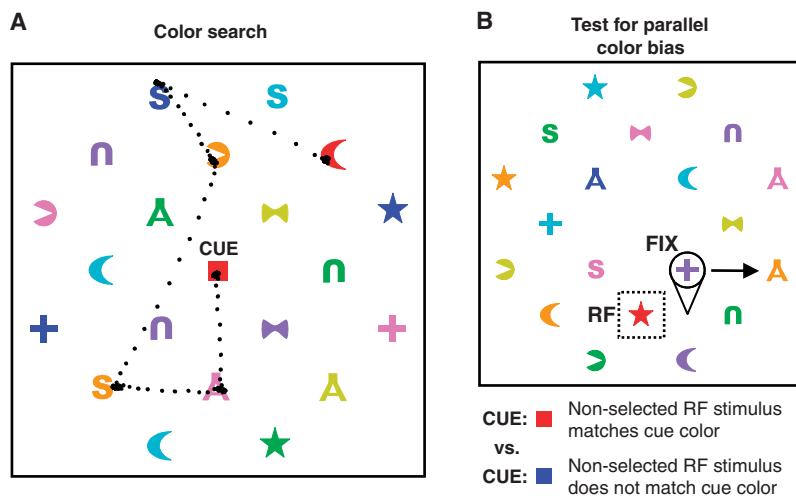 A
Color search
CUE
B
Test for parallel
color bias
FIX
RF
CUE: Non-selected RF stimulus
matches cue color
vs.
CUE: Non-selected RF stimulus
does not match cue color